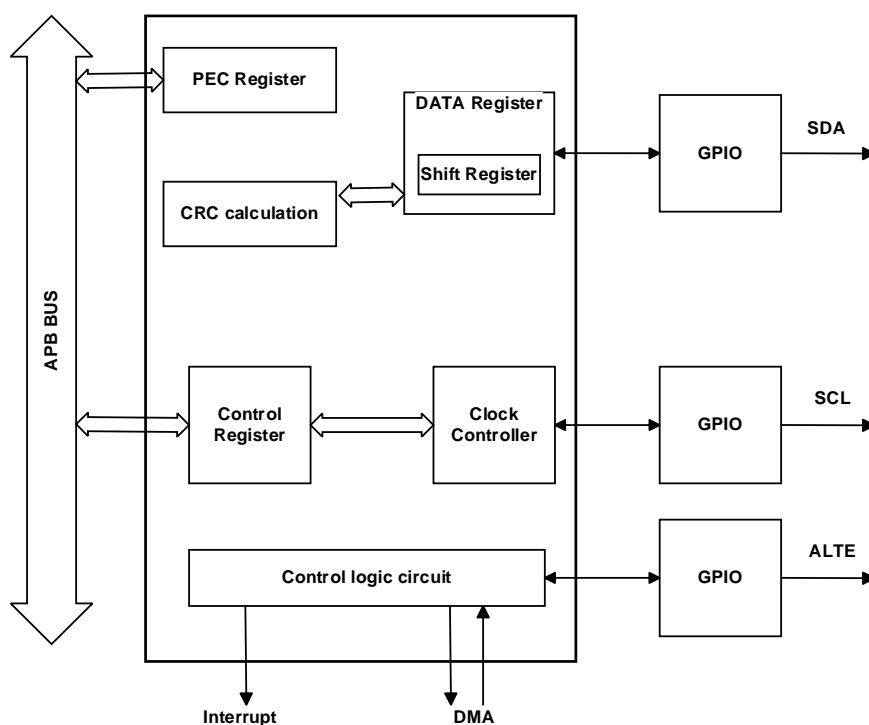 PEC Register
DATA Register
SDA
GPIO
Shift Register
CRC calculation
APB BUS
Control
Register
Clock
Controller
GPIO
SCL
Control logic circuit
GPIO
ALTE
Interrupt
DMA